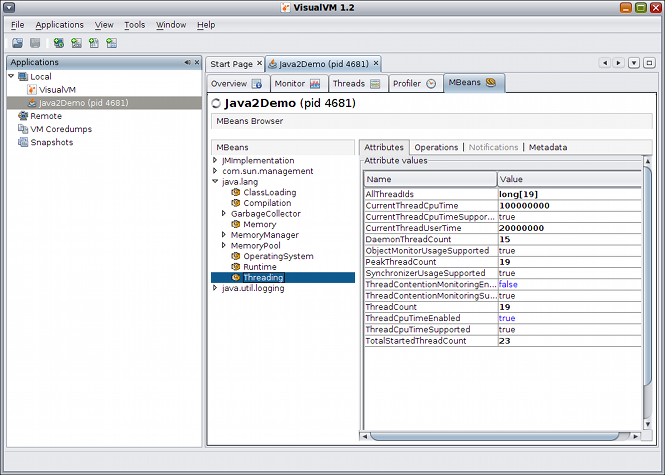 VisualVM 1.2
File Applications View Tools Window Help
Applications
Local
VisualVM
Java2Demo (pid 4681)
Remote
VM Coredumps
Snapshots
Start Page Java2Demo (pid 4681)
Overview Monitor Threads Profiler MBeans
Java2Demo (pid 4681)
MBeans Browser
MBeans
JMImplementation
com.sun.management
java.lang
ClassLoading
Compilation
GarbageCollector
Memory
MemoryManager
MemoryPool
OperatingSystem
Runtime
Threading
java.util.logging
Attributes Operations Notifications Metadata
Attribute values
Name Value
AllThreadIds long[19]
CurrentThreadCpuTime 100000000
CurrentThreadCpuTimeSuppor... true
CurrentThreadUserTime 20000000
DaemonThreadCount 15
ObjectMonitorUsageSupported true
PeakThreadCount 19
SynchronizerUsageSupported true
ThreadContentionMonitoringEn... false
ThreadContentionMonitoringSu... true
ThreadCount 19
ThreadCpuTimeEnabled true
ThreadCpuTimeSupported true
TotalStartedThreadCount 23